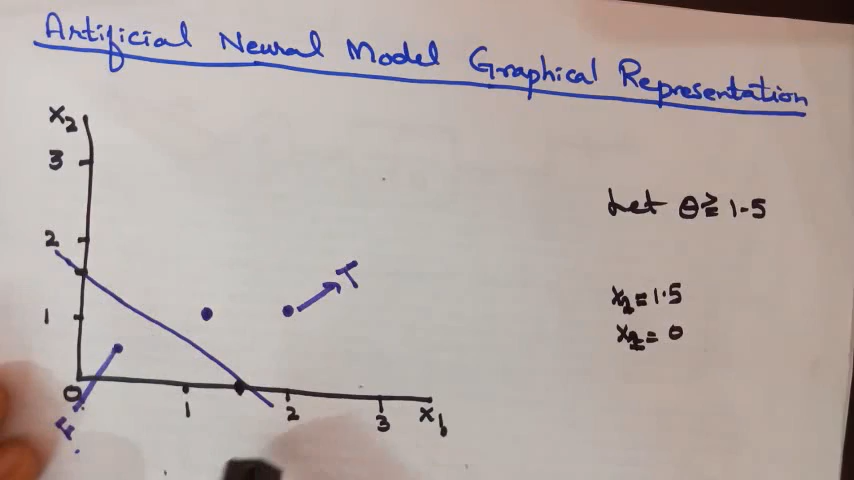 Artificial Neural Model Graphical Representation
x2
3
2
1
0
1
2
3
x1
T
F
Let θ ≥ 1.5
x2 = 1.5
x2 = 0